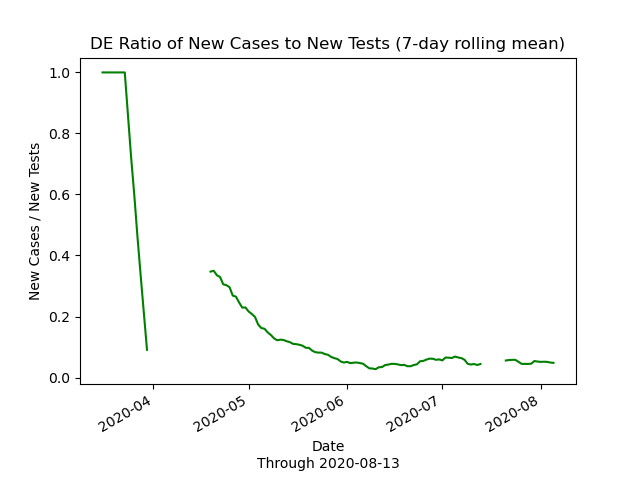 DE Ratio of New Cases to New Tests (7-day rolling mean)
New Cases / New Tests
1.0
0.8
0.6
0.4
0.2
0.0
2020-04
2020-05
2020-06
2020-07
2020-08
Date
Through 2020-08-13